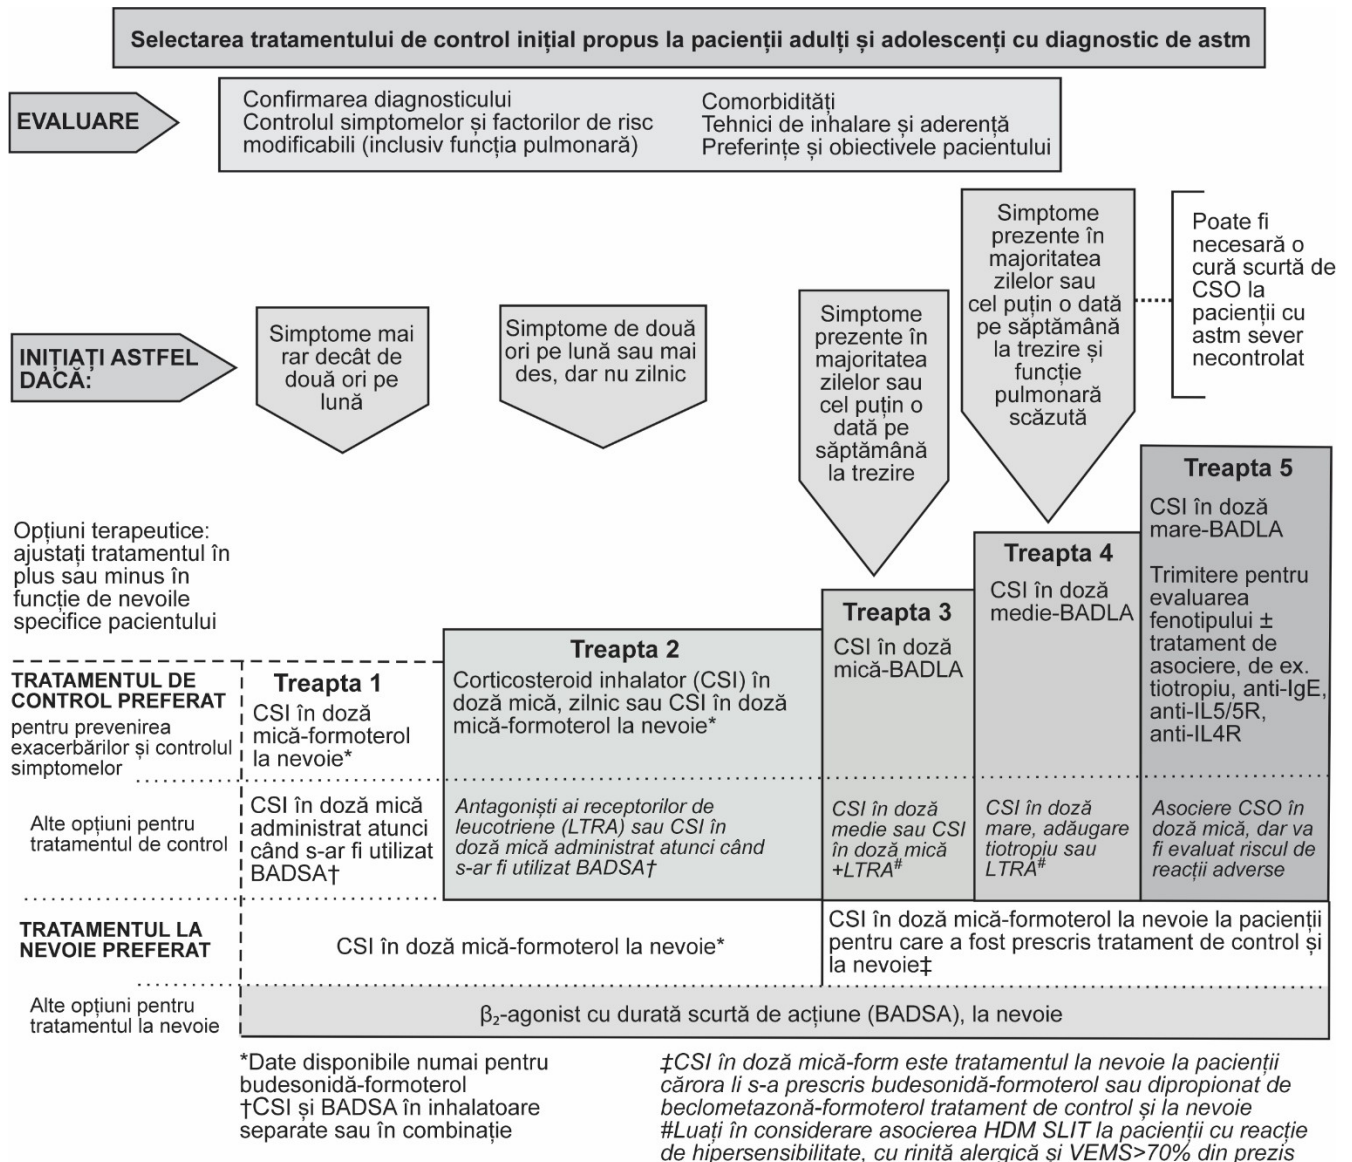 Selectarea tratamentului de control inițial propus la pacienții adulți și adolescenți cu diagnostic de astm
EVALUARE
Confirmarea diagnosticului
Controlul simptomelor și factorilor de risc
modificabili (inclusiv funcția pulmonară)
Comorbidități
Tehnici de inhalare și aderență
Preferințe și obiectivele pacientului
INIȚIAȚI ASTFEL
DACĂ:
Simptome mai
rar decât de
două ori pe
lună
Simptome de două
ori pe lună sau mai
des, dar nu zilnic
Simptome
prezente în
majoritatea
zilelor sau
cel puțin o
dată pe
săptămână
la trezire
Simptome
prezente în
majoritatea
zilelor sau
cel puțin o dată
pe săptămână
la trezire și
funcție
pulmonară
scăzută
Poate fi
necesară o
cură scurtă de
CSO la
pacienții cu
astm sever
necontrolat
Opțiuni terapeutice:
ajustați tratamentul în
plus sau minus în
funcție de nevoile
specifice pacientului
TRATAMENTUL DE
CONTROL PREFERAT
pentru prevenirea
exacerbărilor și controlul
simptomelor
Treapta 1
CSI în doză
mică-formoterol
la nevoie*
Treapta 2
Corticosteroid inhalator (CSI) în
doză mică, zilnic sau CSI în doză
mică-formoterol la nevoie*
Treapta 3
CSI în doză
mică-BADLA
Treapta 4
CSI în doză
medie-BADLA
Treapta 5
CSI în doză
mare-BADLA
Trimitere pentru
evaluarea
fenotipului ±
tratament de
asociere, de ex.
tiotropiu, anti-IgE,
anti-IL5/5R,
anti-IL4R
Alte opțiuni pentru
tratamentul de control
CSI în doză mică
administrat atunci
când s-ar fi utilizat
BADSA†
Antagoniști ai receptorilor de
leucotriene (LTRA) sau CSI în
doză mică administrat atunci când
s-ar fi utilizat BADSA†
CSI în doză
medie sau CSI
în doză mică
+LTRA#
CSI în doză
mare, adăugare
tiotropiu sau
LTRA#
Asociere CSO în
doză mică, dar va
fi evaluat riscul de
reacții adverse
TRATAMENTUL LA
NEVOIE PREFERAT
CSI în doză mică-formoterol la nevoie*
CSI în doză mică-formoterol la nevoie la pacienții
pentru care a fost prescris tratament de control și
la nevoie‡
Alte opțiuni pentru
tratamentul la nevoie
β₂-agonist cu durată scurtă de acțiune (BADSA), la nevoie
*Date disponibile numai pentru
budesonidă-formoterol
†CSI și BADSA în inhalatoare
separate sau în combinație
‡CSI în doză mică-form este tratamentul la nevoie la pacienții
cărora li s-a prescris budesonidă-formoterol sau dipropionat de
beclometazonă-formoterol tratament de control și la nevoie
#Luați în considerare asocierea HDM SLIT la pacienții cu reacție
de hipersensibilitate, cu rinită alergică și VEMS>70% din prezis